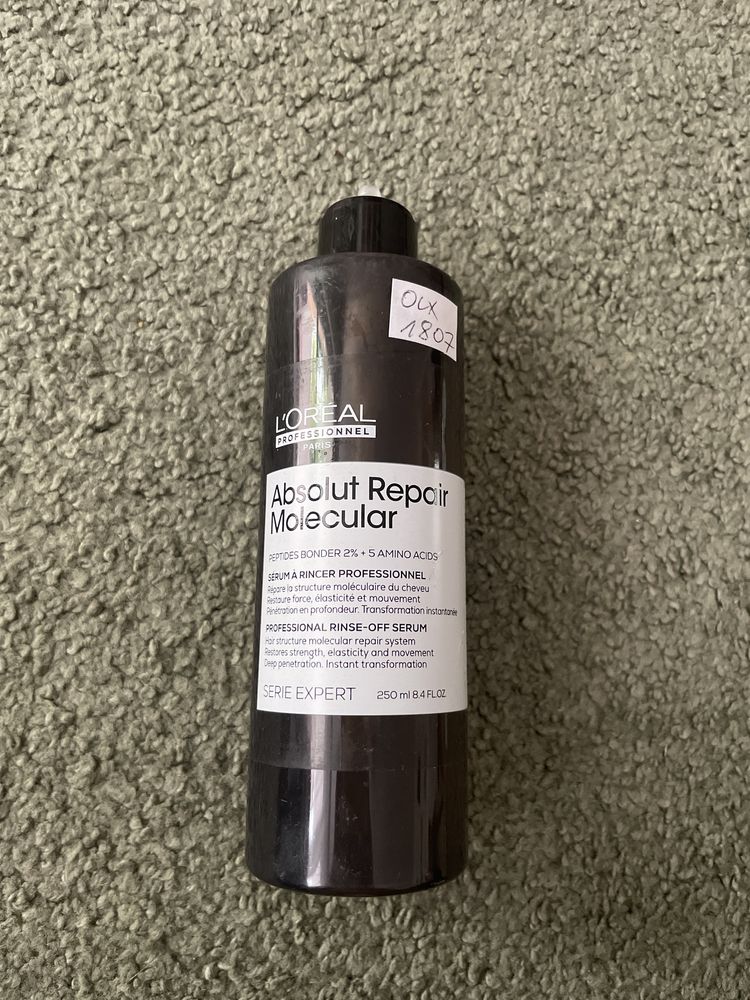 OLX
1807
L'ORÉAL
PROFESSIONNEL
PARIS
Absolut Repair
Molecular
PEPTIDES BONDER 2% + 5 AMINO ACIDS
SÉRUM À RINCER PROFESSIONNEL
Répare la structure moléculaire du cheveu
Restaure force, élasticité et mouvement
Pénétration en profondeur. Transformation instantanée
PROFESSIONAL RINSE-OFF SERUM
Hair structure molecular repair system
Restores strength, elasticity and movement
Deep penetration. Instant transformation
SERIE EXPERT 250 ml 8.4 FL.OZ.